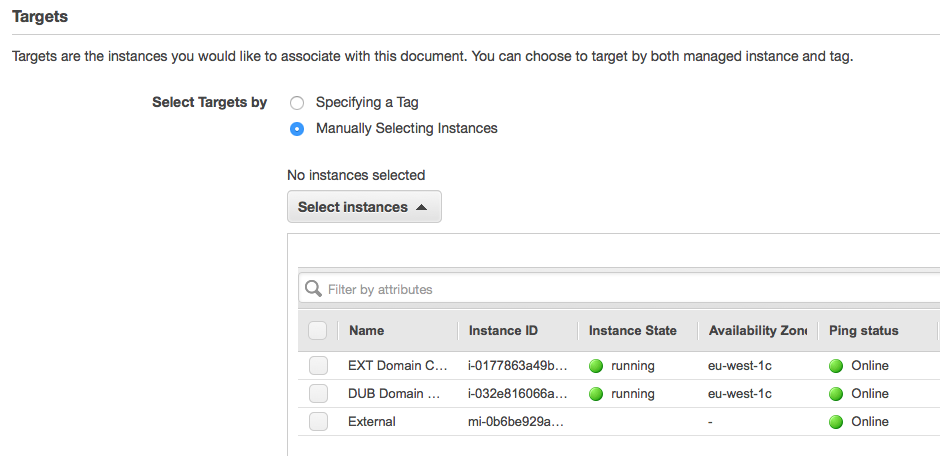 Targets
Targets are the instances you would like to associate with this document. You can choose to target by both managed instance and tag.
Select Targets by
Specifying a Tag
Manually Selecting Instances
No instances selected
Select instances
Filter by attributes
Name Instance ID Instance State Availability Zone Ping status
EXT Domain C... i-0177863a49b... running eu-west-1c Online
DUB Domain ... i-032e816066a... running eu-west-1c Online
External mi-0b6be929a... - Online